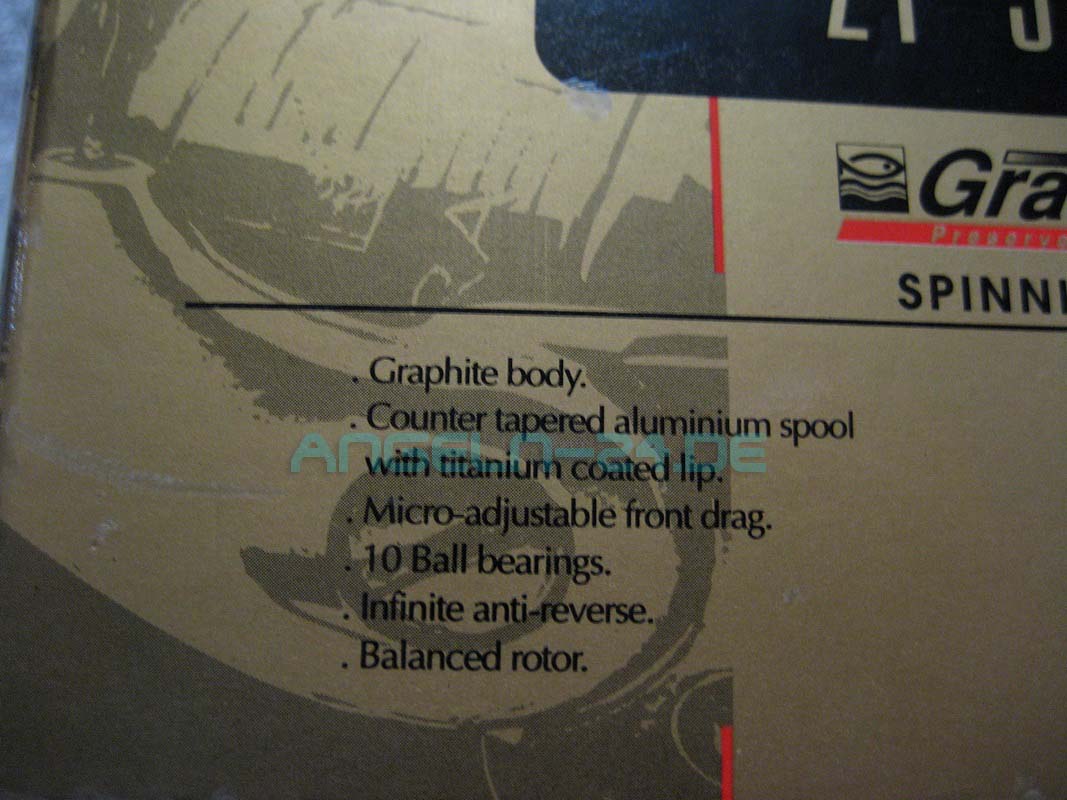 Gra
SPINNI
. Graphite body.
. Counter tapered aluminium spool
with titanium coated lip.
ANGELN-24.DE
. Micro-adjustable front drag.
. 10 Ball bearings.
. Infinite anti-reverse.
. Balanced rotor.